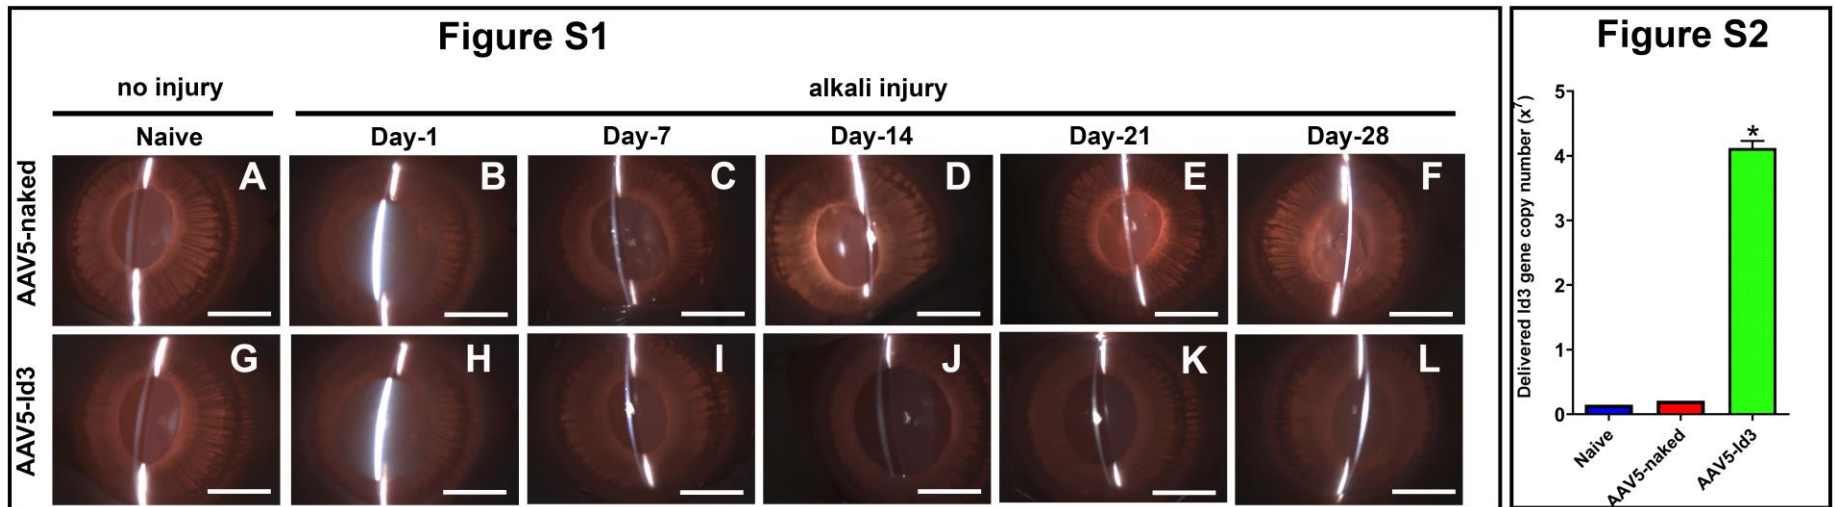 Figure S1
no injury
alkali injury
Naive
Day-1
Day-7
Day-14
Day-21
Day-28
AAV5-naked
A
B
C
D
E
F
AAV5-Id3
G
H
I
J
K
L
Figure S2
Delivered Id3 gene copy number (x⁷)
5
4
3
2
1
0
*
Naive
AAV5-naked
AAV5-Id3